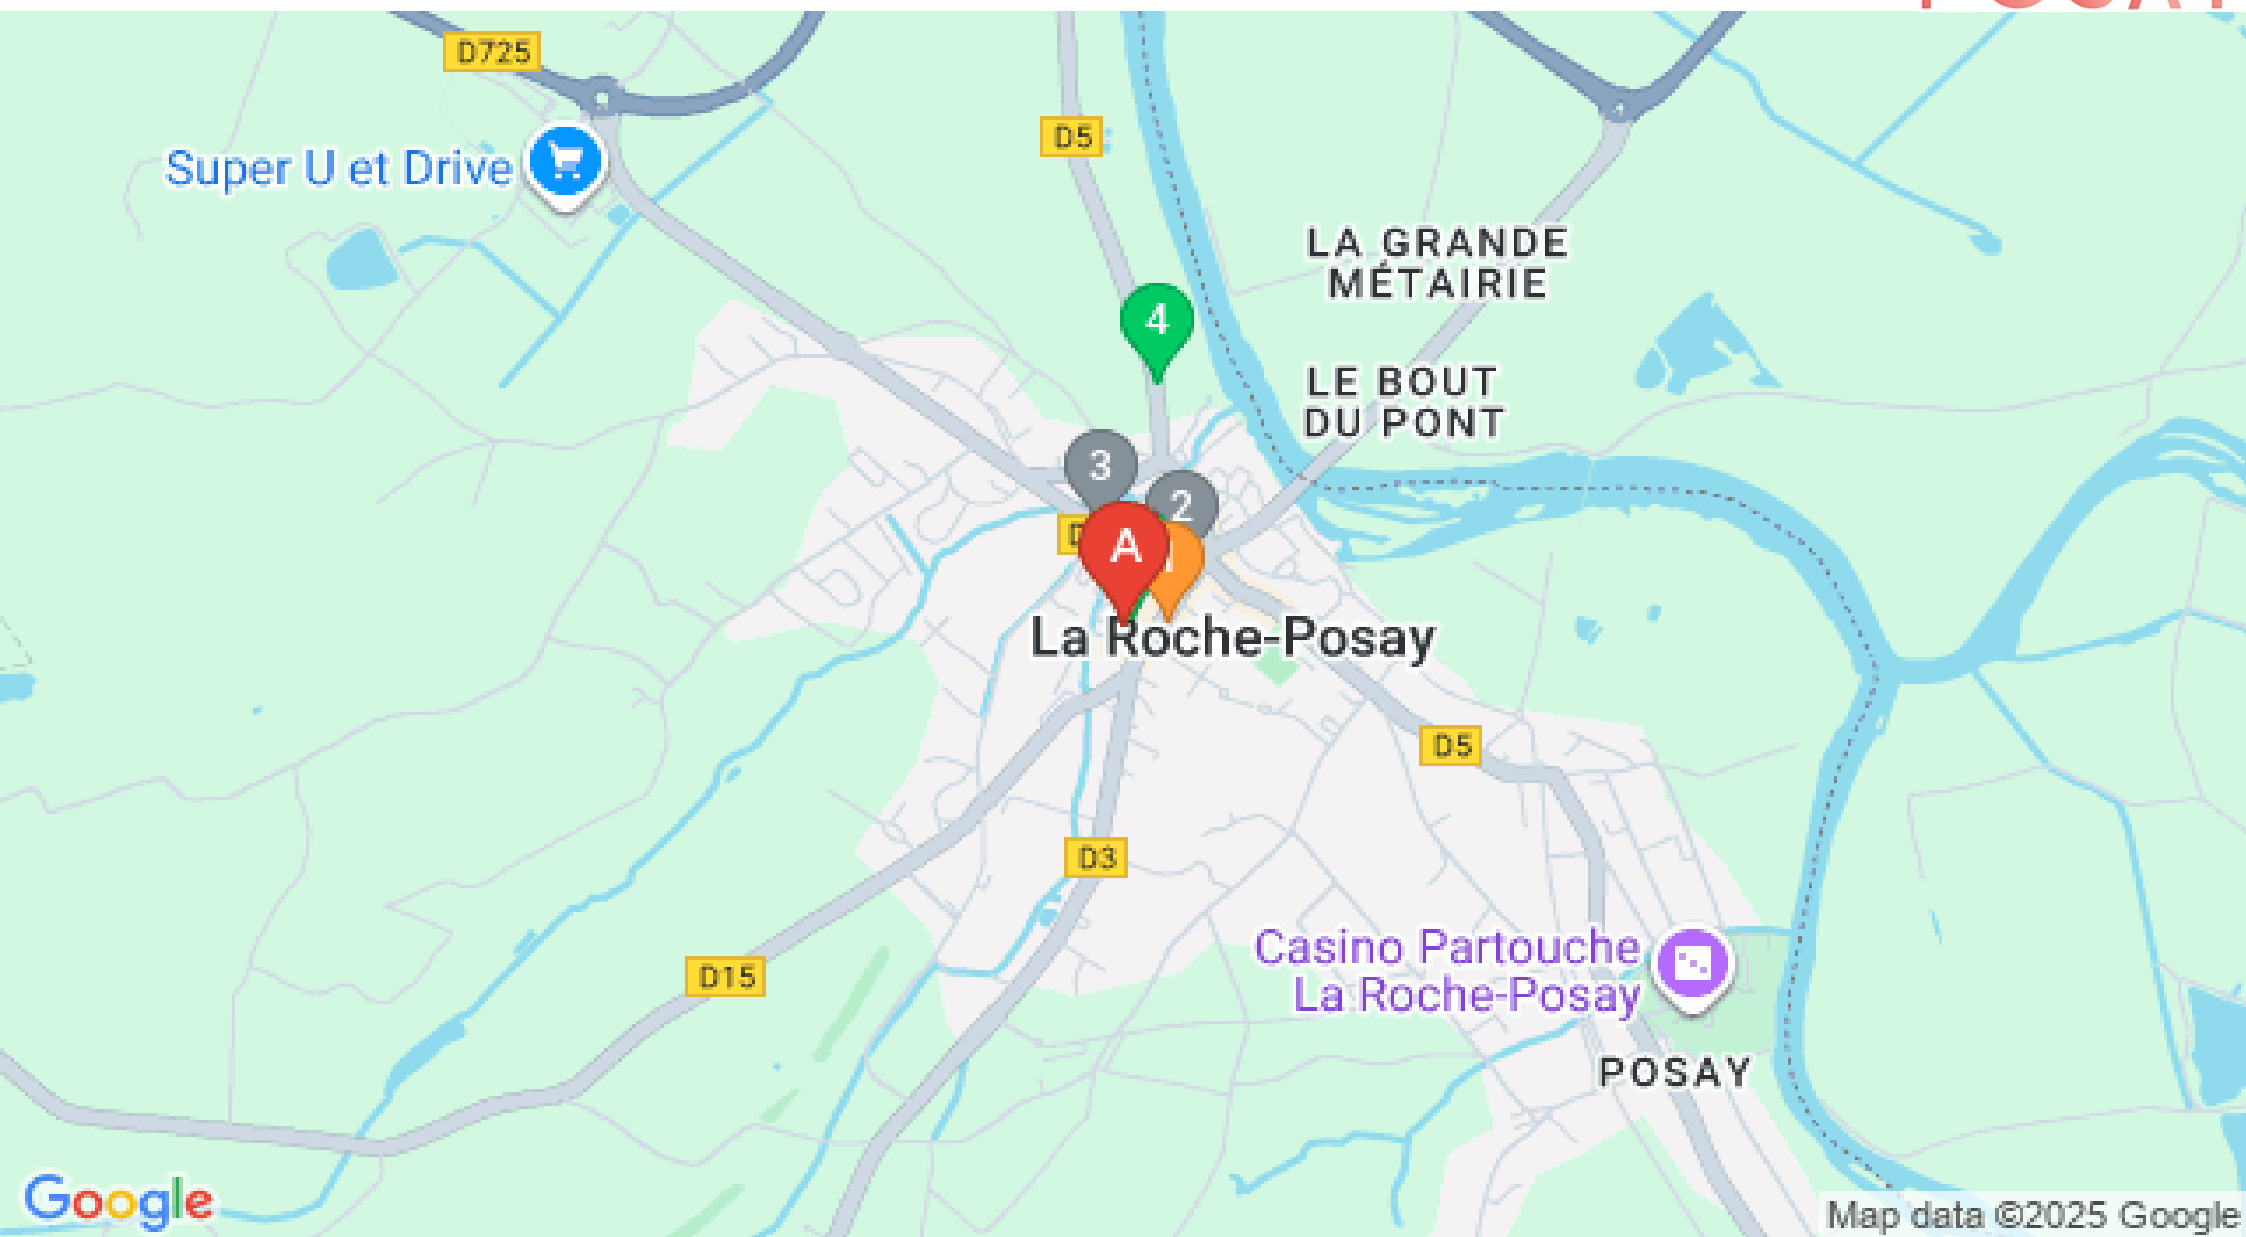 D725
D5
Super U et Drive
LA GRANDE
MÉTAIRIE
4
LE BOUT
DU PONT
3
2
A
La Roche-Posay
D5
D3
D15
Casino Partouche
La Roche-Posay
POSAY
Google
Map data ©2025 Google